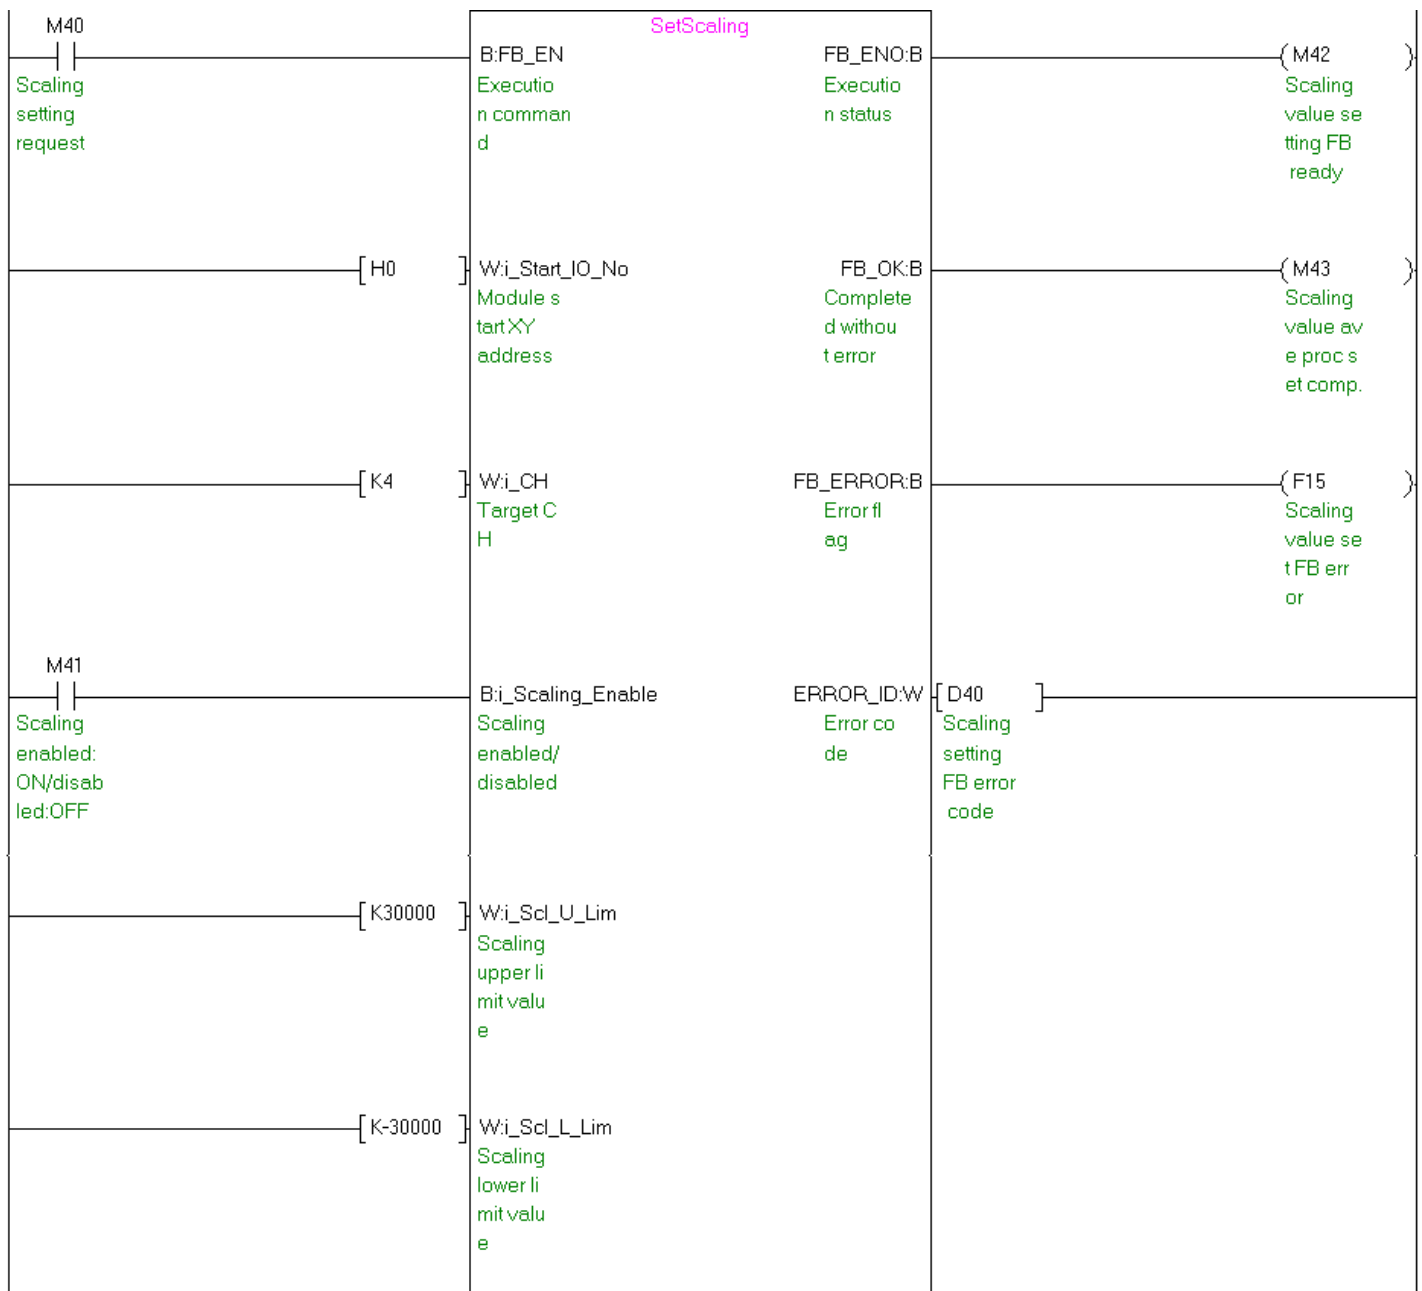 SetScaling
M40
B:FB_EN
FB_ENO:B
M42
Scaling
setting
request
Executio
n comman
d
Executio
n status
Scaling
value se
tting FB
ready
H0
W:i_Start_IO_No
FB_OK:B
M43
Module s
tart XY
address
Complete
d withou
t error
Scaling
value av
e proc s
et comp.
K4
W:i_CH
FB_ERROR:B
F15
Target C
H
Error fl
ag
Scaling
value se
t FB err
or
M41
B:i_Scaling_Enable
ERROR_ID:W
D40
Scaling
enabled:
ON/disab
led:OFF
Scaling
enabled/
disabled
Error co
de
Scaling
setting
FB error
code
K30000
W:i_Scl_U_Lim
Scaling
upper li
mit valu
e
K-30000
W:i_Scl_L_Lim
Scaling
lower li
mit valu
e